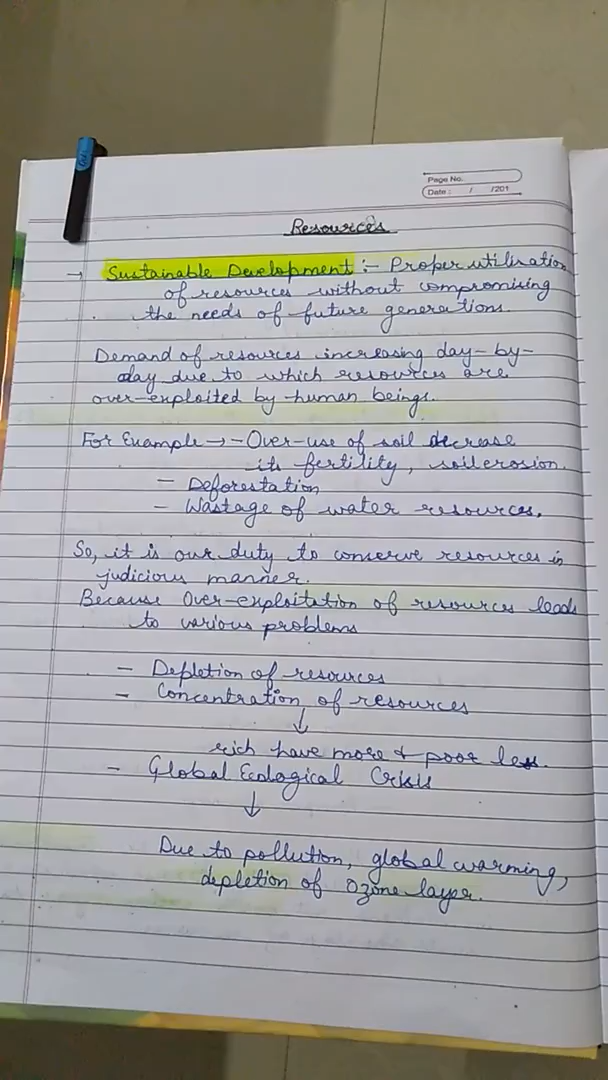 Page No.
Date : / /201
Resources
→ Sustainable Development :- Proper utilisation
of resources without compromising
the needs of future generations.
Demand of resources increasing day-by-
day due to which resources are
over-exploited by human beings.
For Example → - Over-use of soil decrease
its fertility, soil erosion.
- Deforestation
- Wastage of water resources.
So, it is our duty to conserve resources in
judicious manner.
Because Over-exploitation of resources leads
to various problems
- Depletion of resources
- Concentration of resources
↓
rich have more & poor less.
- Global Ecological Crisis
↓
Due to pollution, global warming,
depletion of Ozone layer.